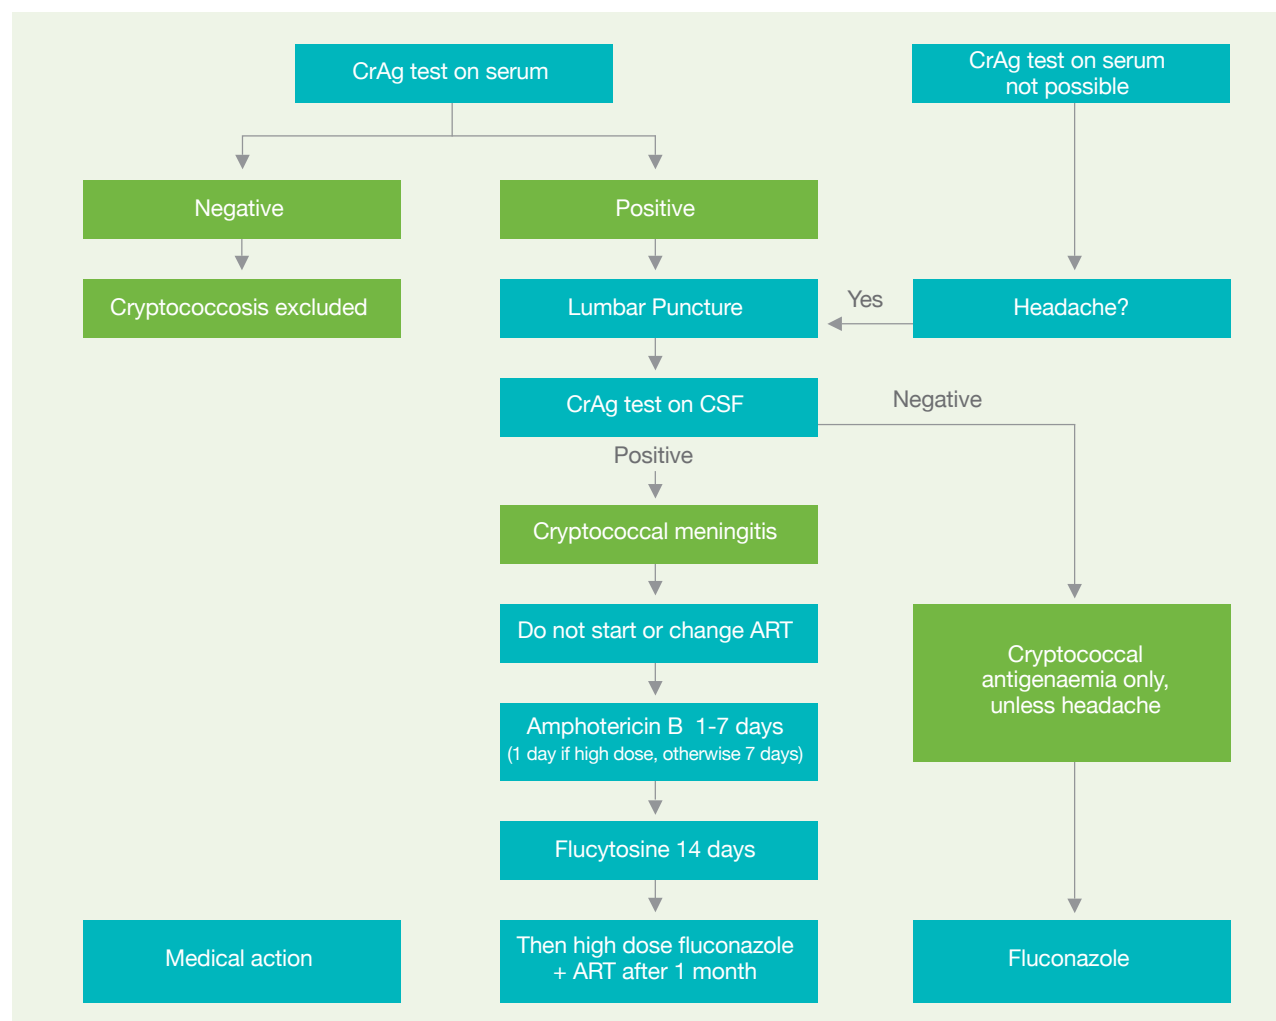 CrAg test on serum
CrAg test on serum
not possible
Negative
Positive
Cryptococcosis excluded
Lumbar Puncture
Yes
Headache?
CrAg test on CSF
Negative
Positive
Cryptococcal meningitis
Do not start or change ART
Cryptococcal
antigenaemia only,
unless headache
Amphotericin B 1-7 days
(1 day if high dose, otherwise 7 days)
Flucytosine 14 days
Medical action
Then high dose fluconazole
+ ART after 1 month
Fluconazole